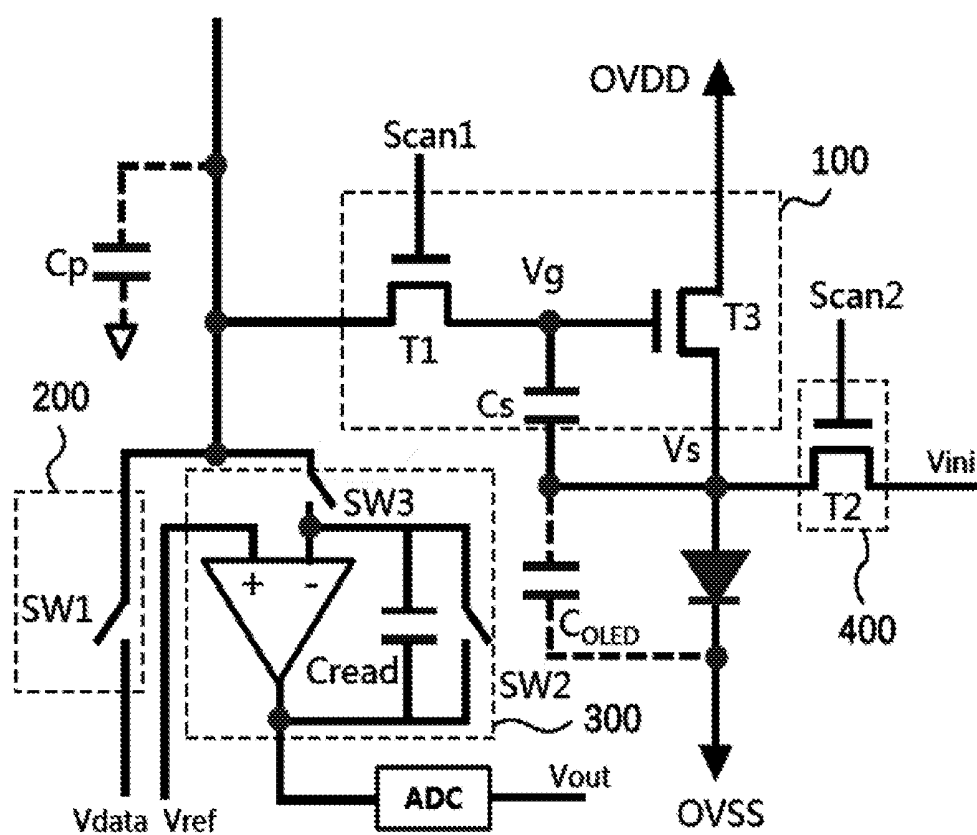 OVDD
Scan1
100
Cp
Vg
Scan2
T3
T1
200
Cs
Vs
Vini
SW3
T2
+ -
SW1
COLED
400
Cread
SW2
300
Vout
ADC
Vdata Vref
OVSS